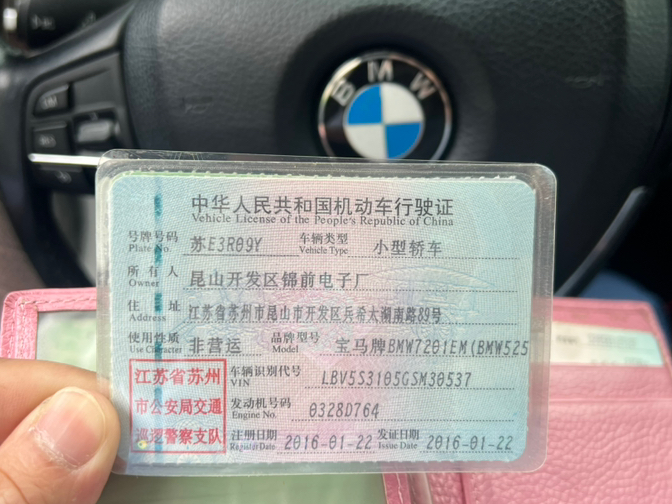 BMW
中华人民共和国机动车行驶证
Vehicle License of the People's Republic of China
号牌号码 苏E3R09Y 车辆类型 小型轿车
Plate No. Vehicle Type
所有人 昆山开发区锦前电子厂
Owner
住址 江苏省苏州市昆山市开发区兵希太湖南路89号
Address
使用性质 非营运 品牌型号 宝马牌BMW7201EM(BMW525
Use Character Model
江苏省苏州
市公安局交通
巡逻警察支队
车辆识别代号 LBV5S3105GSM30537
VIN
发动机号码 0328D764
Engine No.
注册日期 2016-01-22 发证日期 2016-01-22
Register Date Issue Date